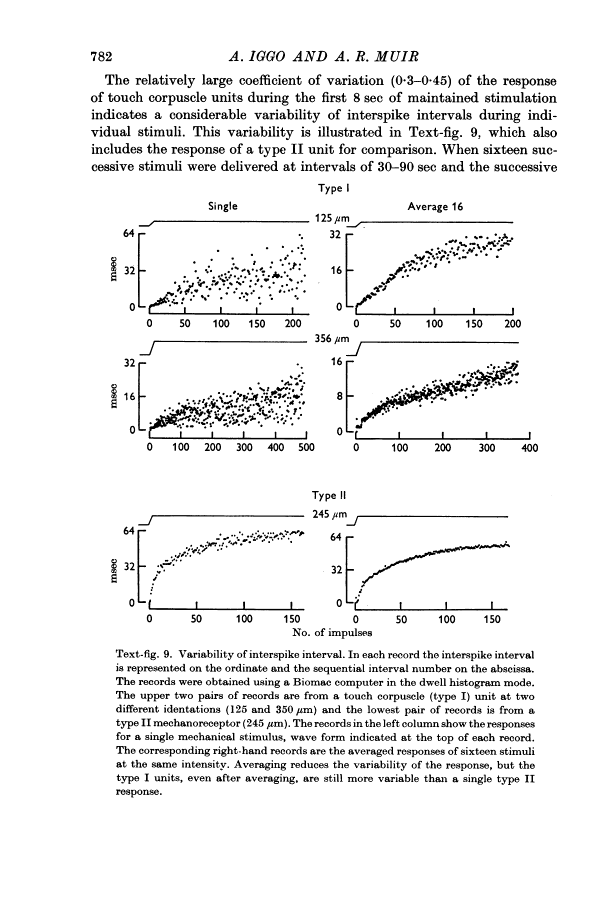 782 A. IGGO AND A. R. MUIR
The relatively large coefficient of variation (0·3–0·45) of the response
of touch corpuscle units during the first 8 sec of maintained stimulation
indicates a considerable variability of interspike intervals during indi-
vidual stimuli. This variability is illustrated in Text-fig. 9, which also
includes the response of a type II unit for comparison. When sixteen suc-
cessive stimuli were delivered at intervals of 30–90 sec and the successive
Type I
Single Average 16
125 μm
64 32
32 16
0 0
msec
0 50 100 150 200 0 50 100 150 200
356 μm
32 16
16 8
0 0
msec
0 100 200 300 400 500 0 100 200 300 400
Type II
245 μm
64 64
32 32
0 0
msec
0 50 100 150 0 50 100 150
No. of impulses
Text-fig. 9. Variability of interspike interval. In each record the interspike interval
is represented on the ordinate and the sequential interval number on the abscissa.
The records were obtained using a Biomac computer in the dwell histogram mode.
The upper two pairs of records are from a touch corpuscle (type I) unit at two
different identations (125 and 350 μm) and the lowest pair of records is from a
type II mechanoreceptor (245 μm). The records in the left column show the responses
for a single mechanical stimulus, wave form indicated at the top of each record.
The corresponding right-hand records are the averaged responses of sixteen stimuli
at the same intensity. Averaging reduces the variability of the response, but the
type I units, even after averaging, are still more variable than a single type II
response.